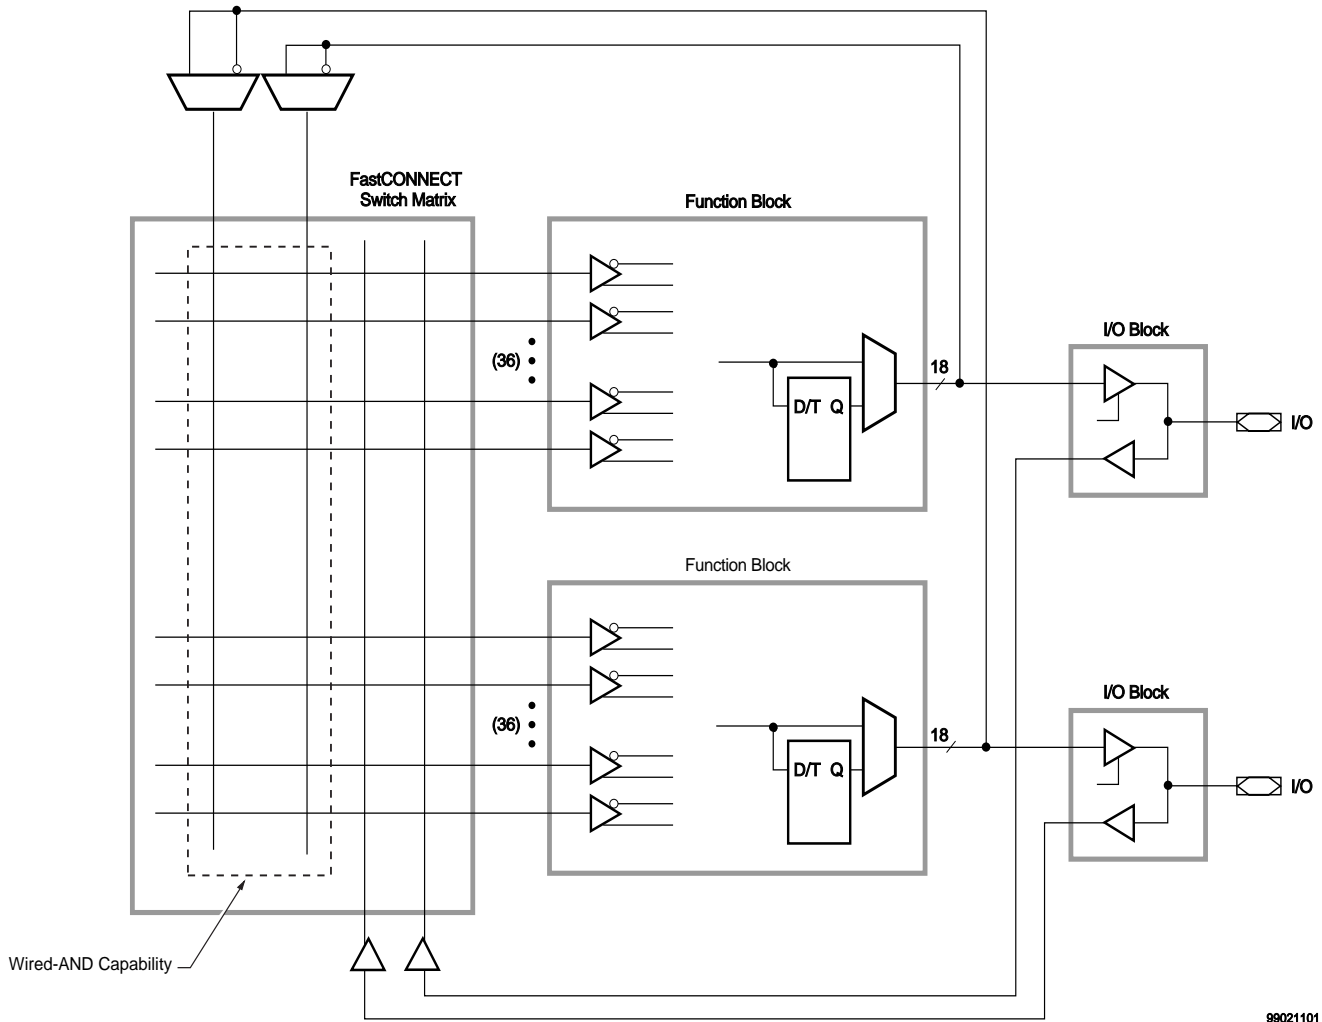 FastCONNECT
Switch Matrix
Function Block
(36)
D/T Q
18
I/O Block
I/O
Function Block
(36)
D/T Q
18
I/O Block
I/O
Wired-AND Capability
99021101